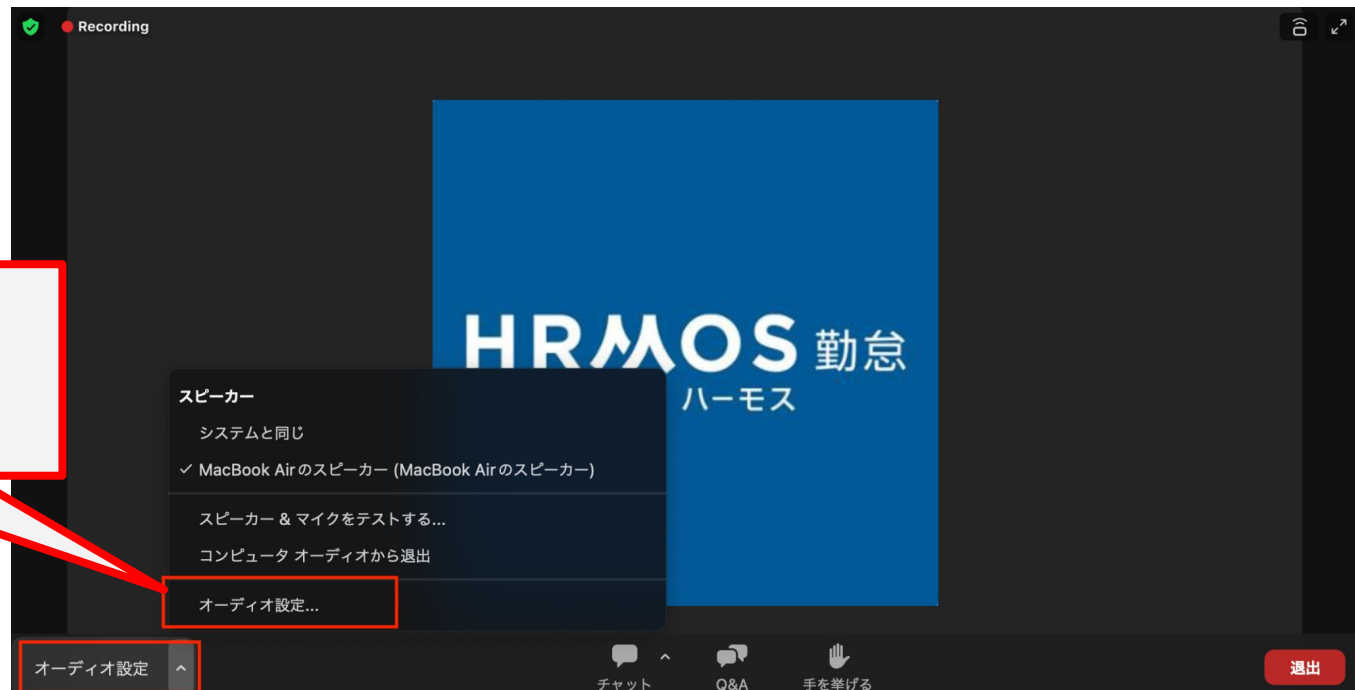 Recording
HRMOS 勤怠
ハーモス
スピーカー
システムと同じ
✓ MacBook Airのスピーカー (MacBook Airのスピーカー)
スピーカー & マイクをテストする...
コンピュータ オーディオから退出
オーディオ設定...
オーディオ設定
チャット
Q&A
手を挙げる
退出